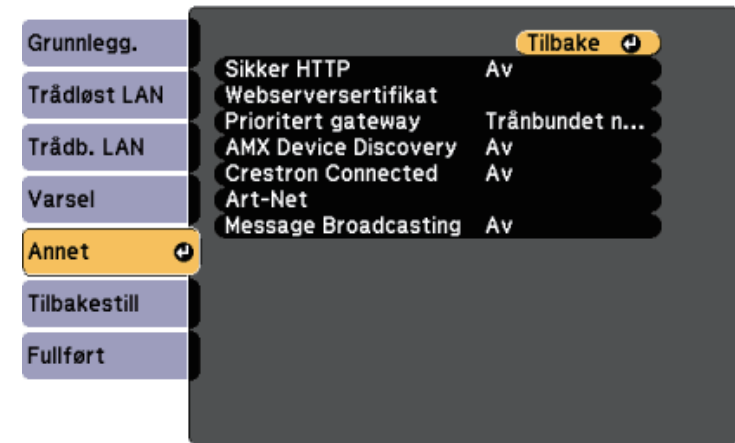 Grunnlegg.
Trådløst LAN
Trådb. LAN
Varsel
Annet
Tilbakestill
Fullført
Tilbake
Sikker HTTP Av
Webserversertifikat
Prioritert gateway Trånbundet n...
AMX Device Discovery Av
Crestron Connected Av
Art-Net
Message Broadcasting Av